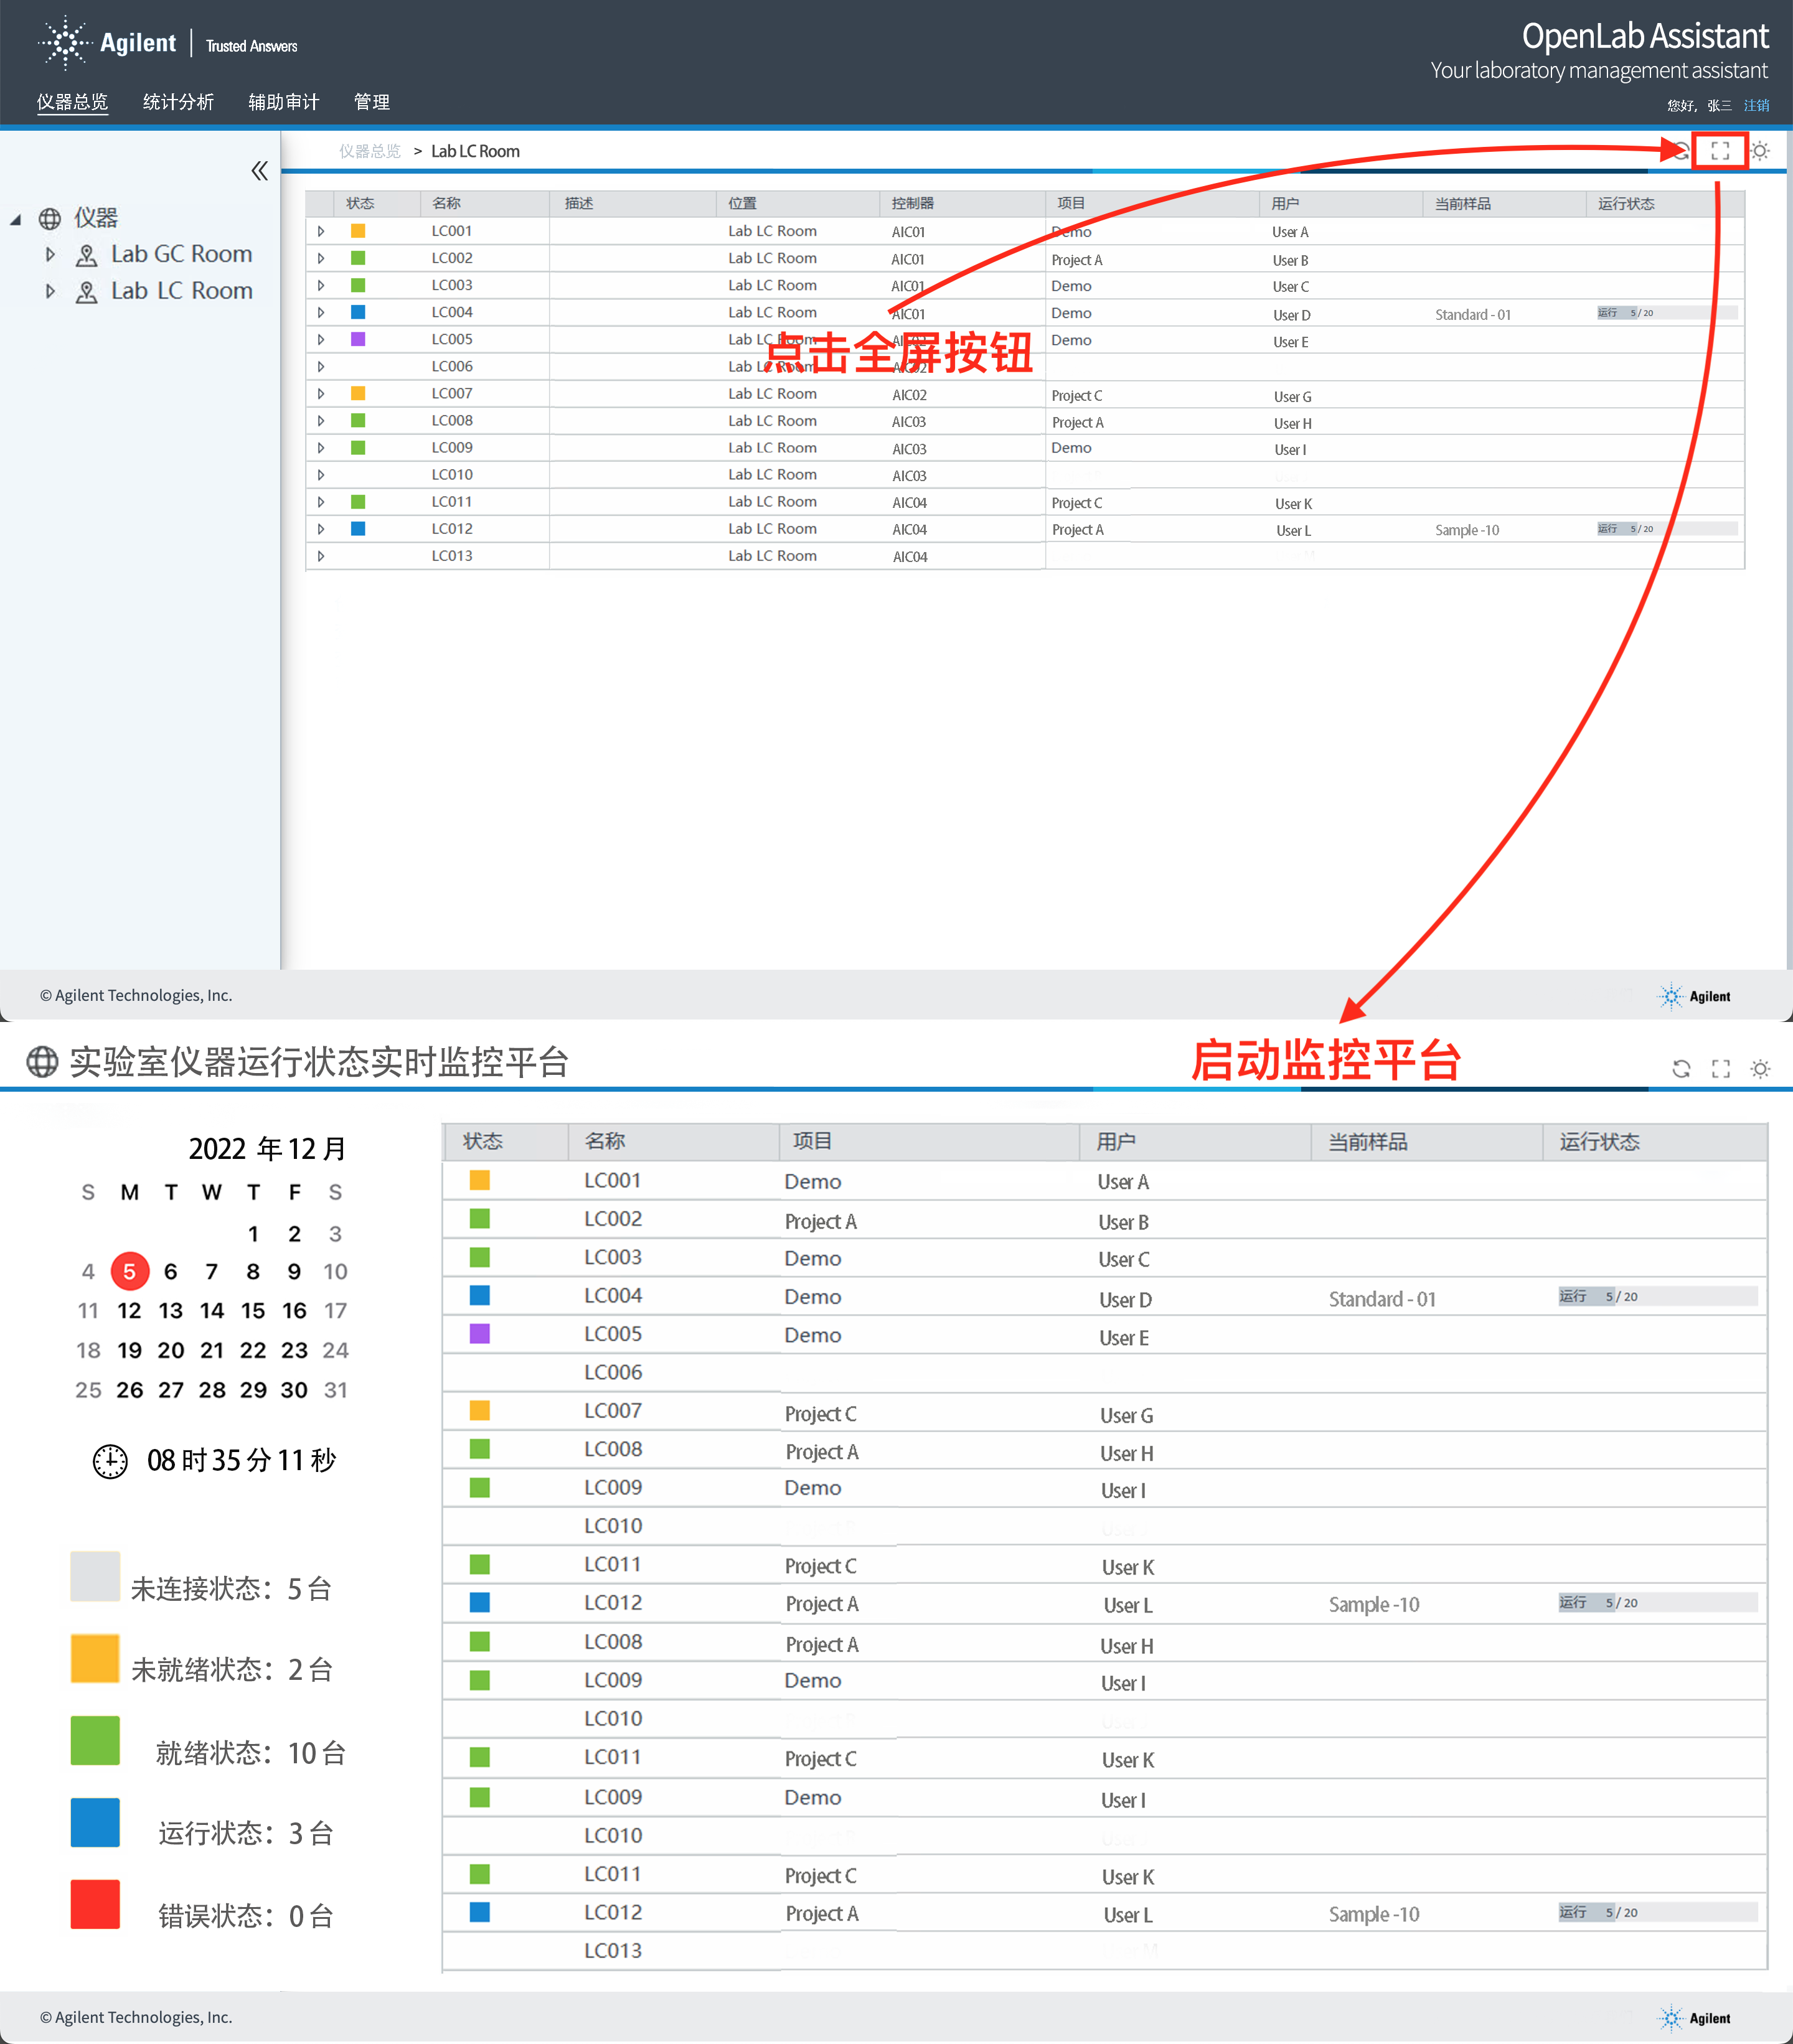 Agilent | Trusted Answers
OpenLab Assistant
Your laboratory management assistant
仪器总览 统计分析 辅助审计 管理
您好, 张三 注销
仪器总览 > Lab LC Room
仪器
Lab GC Room
Lab LC Room
状态 名称 描述 位置 控制器 项目 用户 当前样品 运行状态
LC001 Lab LC Room AIC01 Demo User A
LC002 Lab LC Room AIC01 Project A User B
LC003 Lab LC Room AIC01 Demo User C
LC004 Lab LC Room AIC01 Demo User D Standard - 01 运行 5 / 20
LC005 Lab LC Room AIC02 Demo User E
点击全屏按钮
LC006 Lab LC Room AIC02
LC007 Lab LC Room AIC02 Project C User G
LC008 Lab LC Room AIC03 Project A User H
LC009 Lab LC Room AIC03 Demo User I
LC010 Lab LC Room AIC03
LC011 Lab LC Room AIC04 Project C User K
LC012 Lab LC Room AIC04 Project A User L Sample -10 运行 5 / 20
LC013 Lab LC Room AIC04
© Agilent Technologies, Inc.
Agilent
实验室仪器运行状态实时监控平台
启动监控平台
2022 年 12 月
S M T W T F S
1 2 3
4 5 6 7 8 9 10
11 12 13 14 15 16 17
18 19 20 21 22 23 24
25 26 27 28 29 30 31
08 时 35 分 11 秒
未连接状态：5 台
未就绪状态：2 台
就绪状态：10 台
运行状态：3 台
错误状态：0 台
状态 名称 项目 用户 当前样品 运行状态
LC001 Demo User A
LC002 Project A User B
LC003 Demo User C
LC004 Demo User D Standard - 01 运行 5 / 20
LC005 Demo User E
LC006
LC007 Project C User G
LC008 Project A User H
LC009 Demo User I
LC010
LC011 Project C User K
LC012 Project A User L Sample -10 运行 5 / 20
LC008 Project A User H
LC009 Demo User I
LC010
LC011 Project C User K
LC009 Demo User I
LC010
LC011 Project C User K
LC012 Project A User L Sample -10 运行 5 / 20
LC013
© Agilent Technologies, Inc.
Agilent